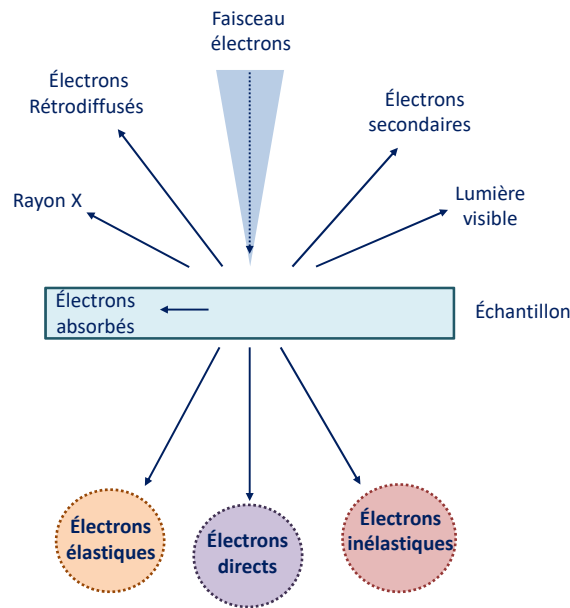 Faisceau
électrons
Électrons
Rétrodiffusés
Électrons
secondaires
Rayon X
Lumière
visible
Électrons
absorbés
Échantillon
Électrons
élastiques
Électrons
directs
Électrons
inélastiques